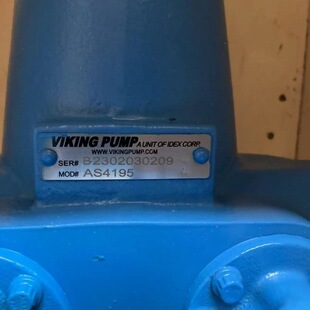 VIKING PUMP A UNIT OF IDEX CORP.
WWW.VIKINGPUMP.COM
SER# B2302030209
MOD# AS4195